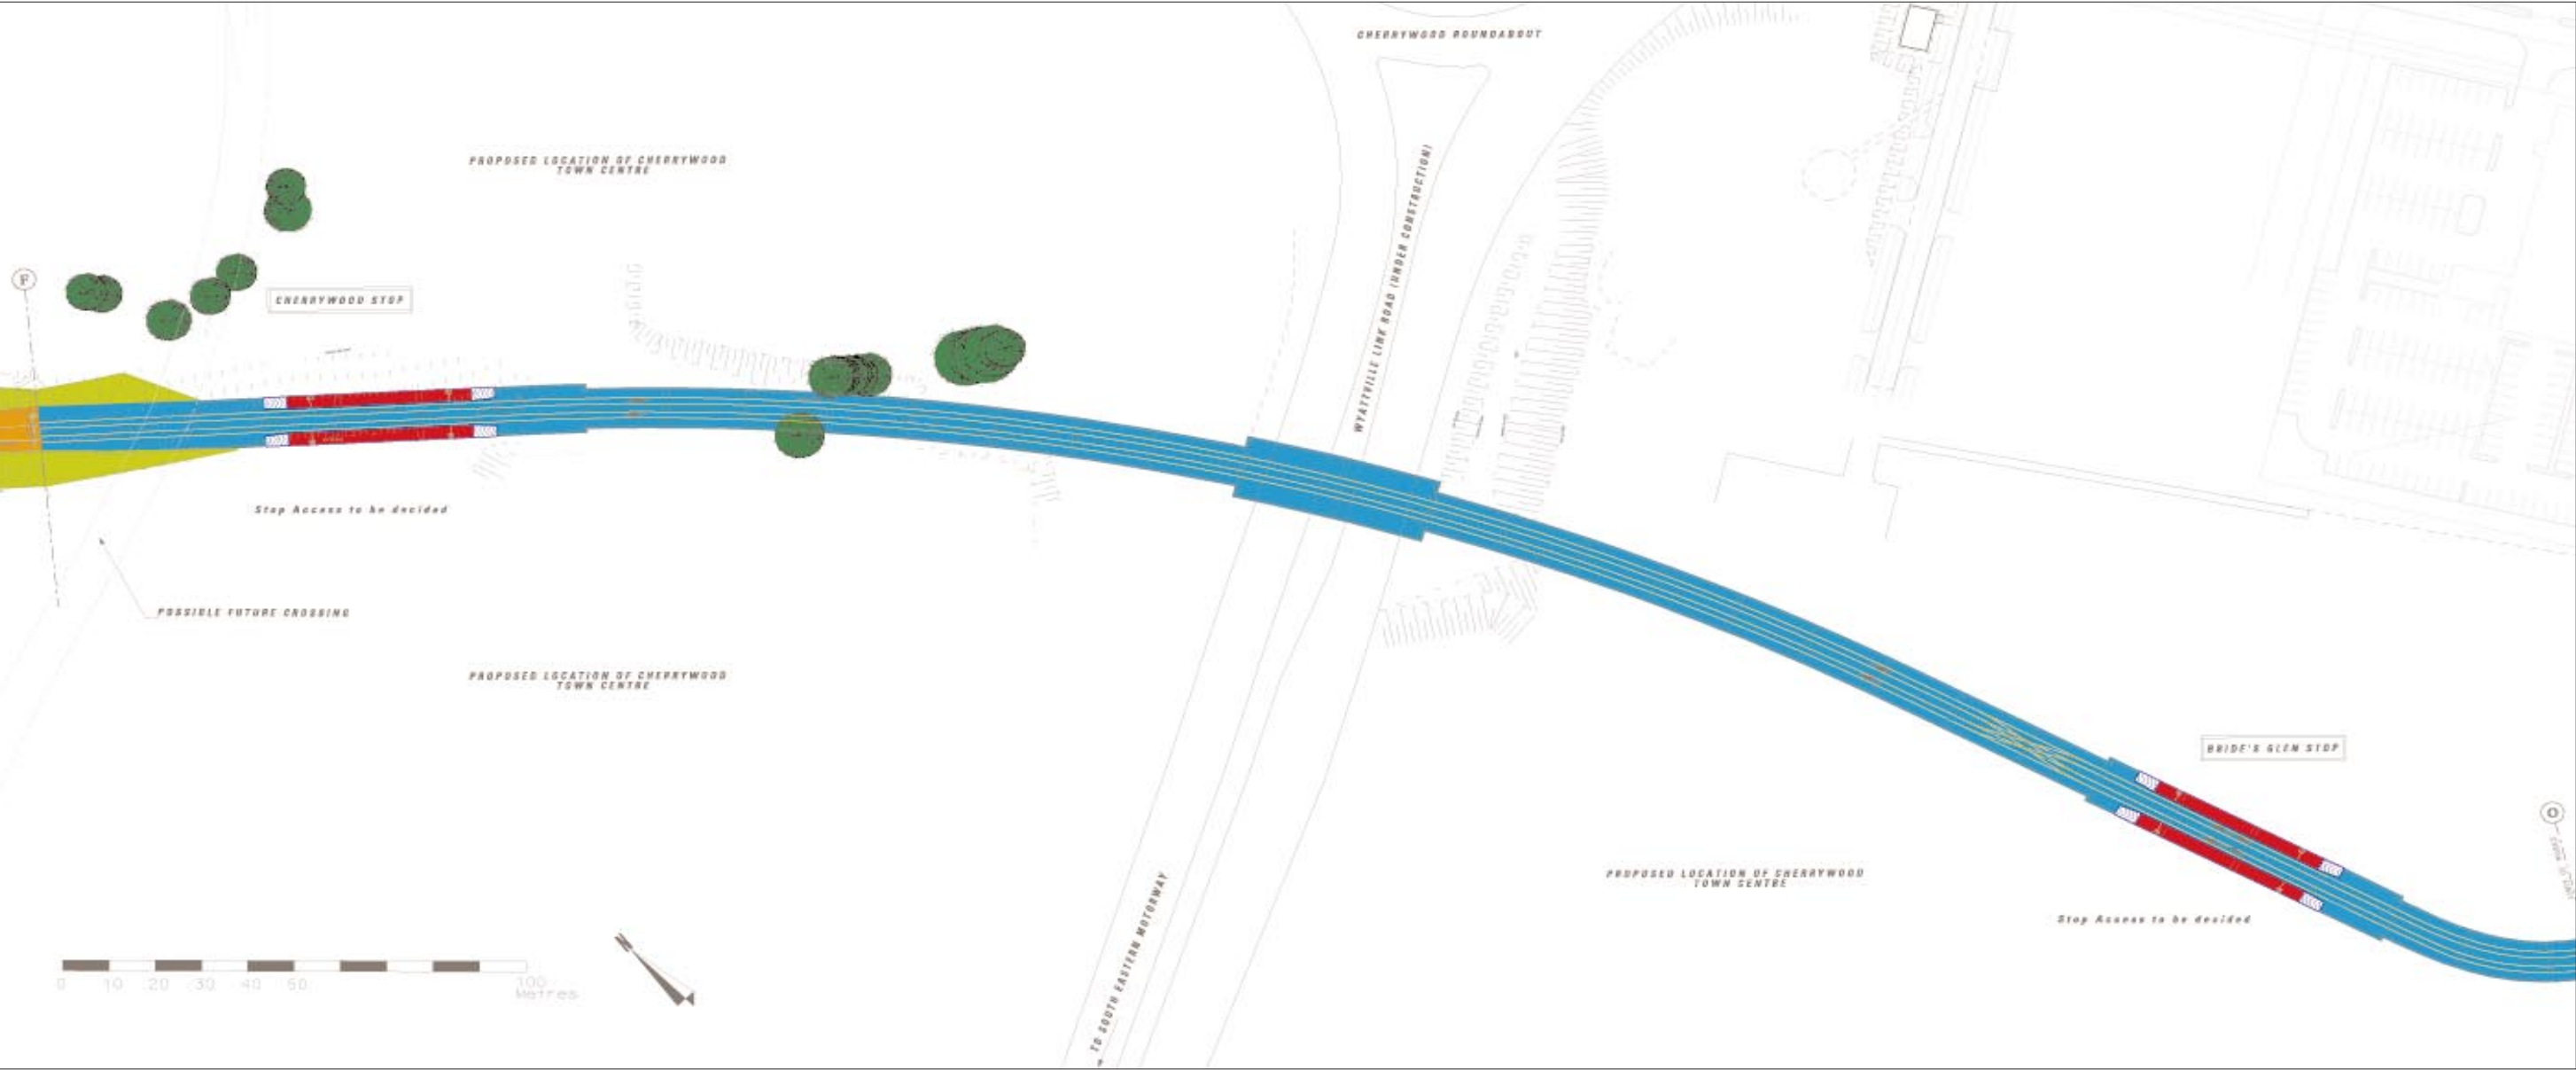 CHERRYWOOD ROUNDABOUT
PROPOSED LOCATION OF CHERRYWOOD
TOWN CENTRE
WYATTVILLE LINK ROAD (UNDER CONSTRUCTION)
F
CHERRYWOOD STOP
Stop Access to be decided
POSSIBLE FUTURE CROSSING
PROPOSED LOCATION OF CHERRYWOOD
TOWN CENTRE
BRIDE'S GLEN STOP
O
PROPOSED LOCATION OF CHERRYWOOD
TOWN CENTRE
Stop Access to be decided
TO SOUTH EASTERN MOTORWAY
N
0 10 20 30 40 50 100
Metres